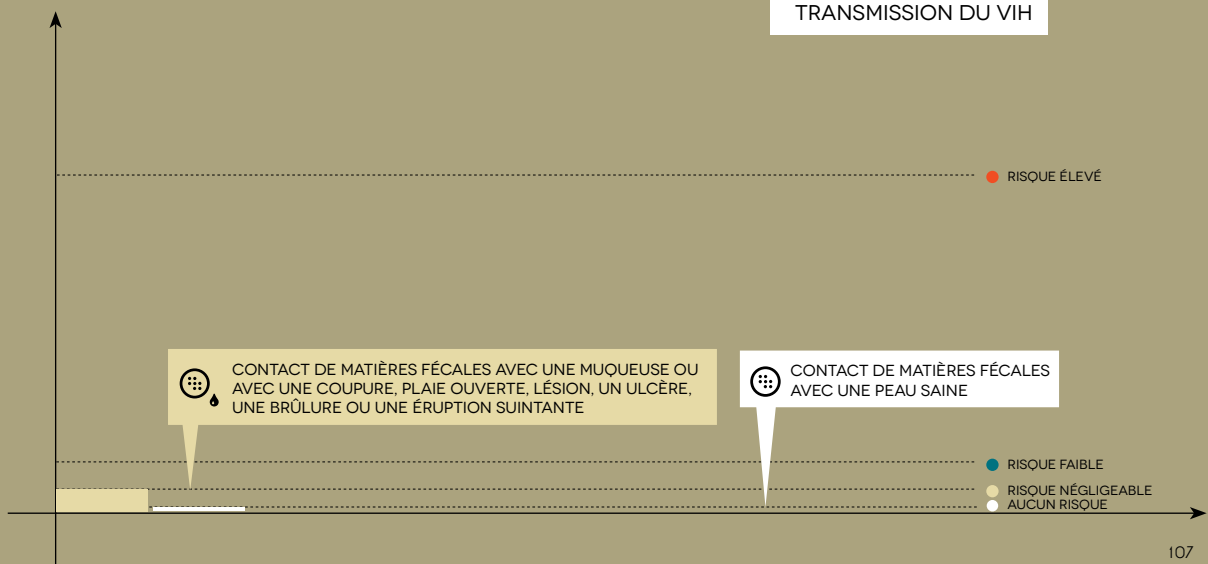 TRANSMISSION DU VIH
RISQUE ÉLEVÉ
CONTACT DE MATIÈRES FÉCALES AVEC UNE MUQUEUSE OU
AVEC UNE COUPURE, PLAIE OUVERTE, LÉSION, UN ULCÈRE,
UNE BRÛLURE OU UNE ÉRUPTION SUINTANTE
CONTACT DE MATIÈRES FÉCALES
AVEC UNE PEAU SAINE
RISQUE FAIBLE
RISQUE NÉGLIGEABLE
AUCUN RISQUE
107